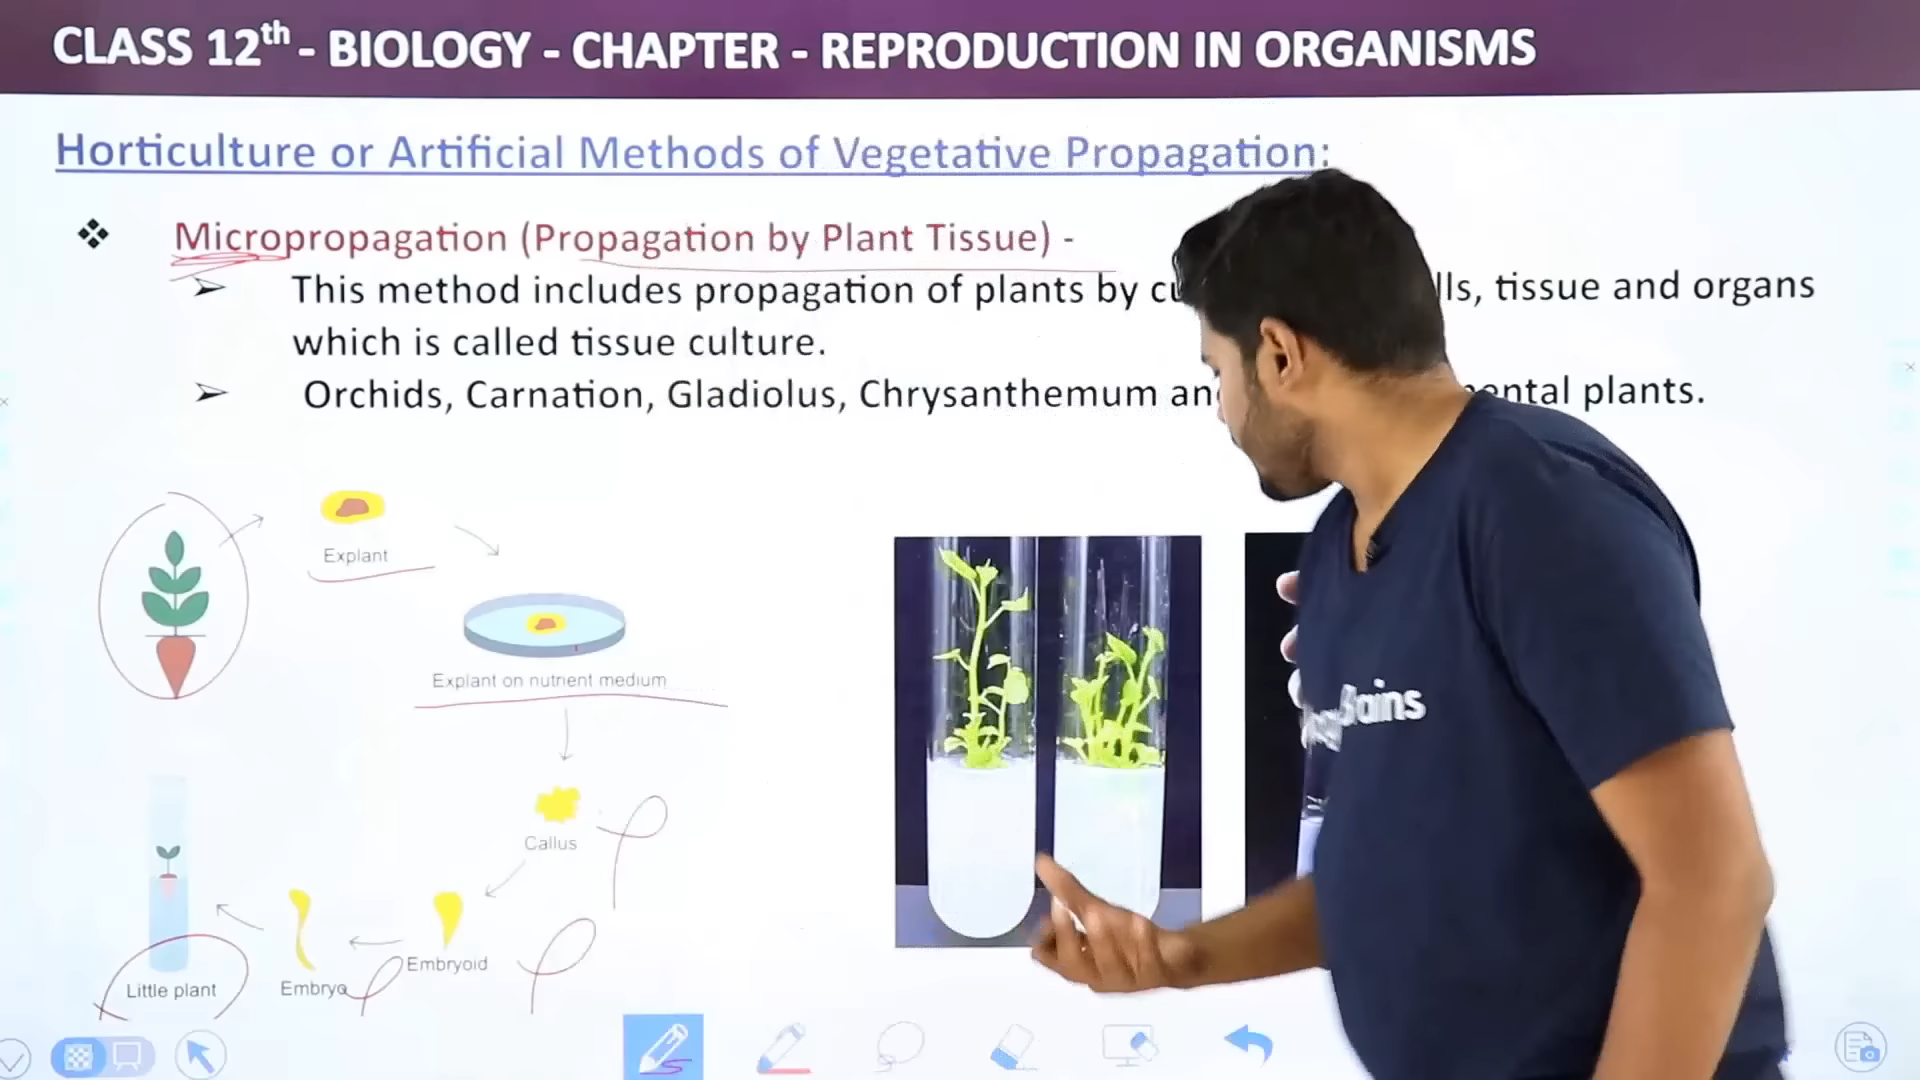 CLASS 12th - BIOLOGY - CHAPTER - REPRODUCTION IN ORGANISMS
Horticulture or Artificial Methods of Vegetative Propagation:
❖ Micropropagation (Propagation by Plant Tissue) -
➢ This method includes propagation of plants by tissue and organs
which is called tissue culture.
➢ Orchids, Carnation, Gladiolus, Chrysanthemum plants.
Explant
Explant on nutrient medium
Callus
Embryoid
Embryo
Little plant